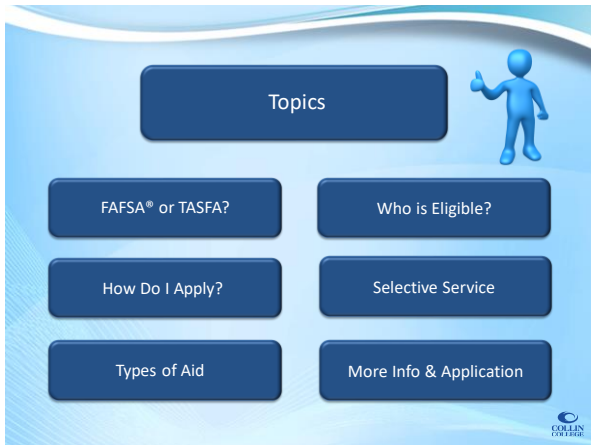 Topics
FAFSA® or TASFA?
Who is Eligible?
How Do I Apply?
Selective Service
Types of Aid
More Info & Application
COLLIN
COLLEGE